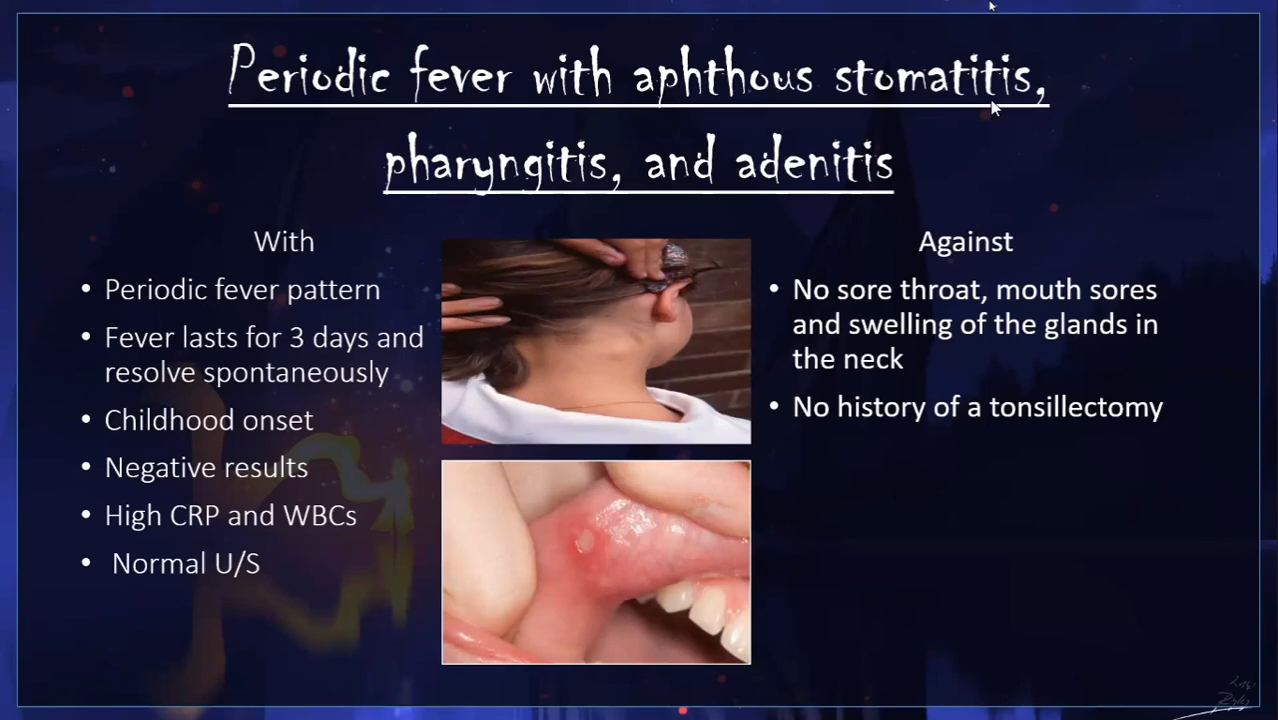 Periodic fever with aphthous stomatitis,
pharyngitis, and adenitis
With
• Periodic fever pattern
• Fever lasts for 3 days and
resolve spontaneously
• Childhood onset
• Negative results
• High CRP and WBCs
• Normal U/S
Against
• No sore throat, mouth sores
and swelling of the glands in
the neck
• No history of a tonsillectomy